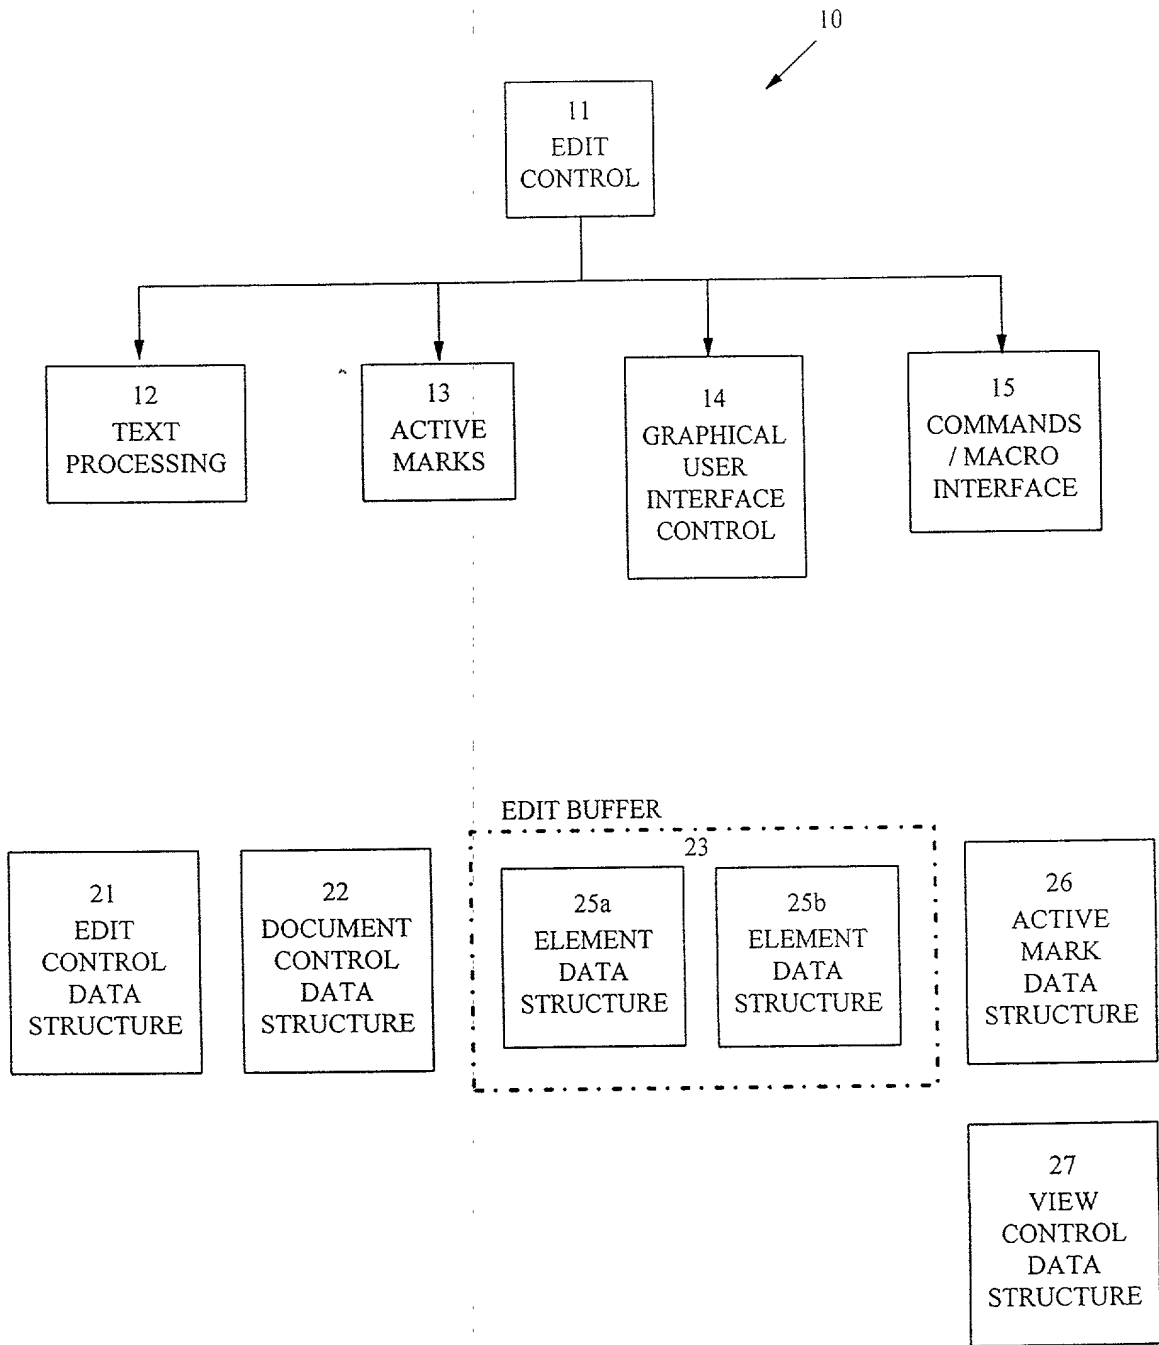 10
11
EDIT
CONTROL
12
TEXT
PROCESSING
13
ACTIVE
MARKS
14
GRAPHICAL
USER
INTERFACE
CONTROL
15
COMMANDS
/ MACRO
INTERFACE
EDIT BUFFER
23
21
EDIT
CONTROL
DATA
STRUCTURE
22
DOCUMENT
CONTROL
DATA
STRUCTURE
25a
ELEMENT
DATA
STRUCTURE
25b
ELEMENT
DATA
STRUCTURE
26
ACTIVE
MARK
DATA
STRUCTURE
27
VIEW
CONTROL
DATA
STRUCTURE